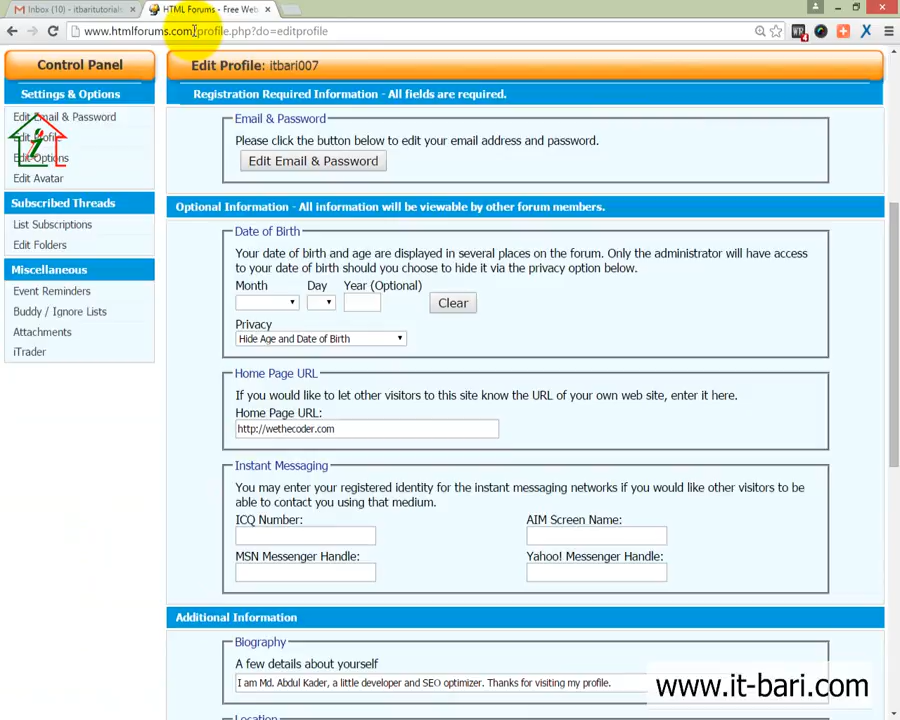 Inbox (10) - itbaritutorials
HTML Forums - Free Web
www.htmlforums.com/profile.php?do=editprofile
Control Panel
Settings & Options
Edit Email & Password
Edit Profile
Edit Options
Edit Avatar
Subscribed Threads
List Subscriptions
Edit Folders
Miscellaneous
Event Reminders
Buddy / Ignore Lists
Attachments
iTrader
Edit Profile: itbari007
Registration Required Information - All fields are required.
Email & Password
Please click the button below to edit your email address and password.
Edit Email & Password
Optional Information - All information will be viewable by other forum members.
Date of Birth
Your date of birth and age are displayed in several places on the forum. Only the administrator will have access
to your date of birth should you choose to hide it via the privacy option below.
Month Day Year (Optional)
Clear
Privacy
Hide Age and Date of Birth
Home Page URL
If you would like to let other visitors to this site know the URL of your own web site, enter it here.
Home Page URL:
http://wethecoder.com
Instant Messaging
You may enter your registered identity for the instant messaging networks if you would like other visitors to be
able to contact you using that medium.
ICQ Number: AIM Screen Name:
MSN Messenger Handle: Yahoo! Messenger Handle:
Additional Information
Biography
A few details about yourself
I am Md. Abdul Kader, a little developer and SEO optimizer. Thanks for visiting my profile.
Location
www.it-bari.com